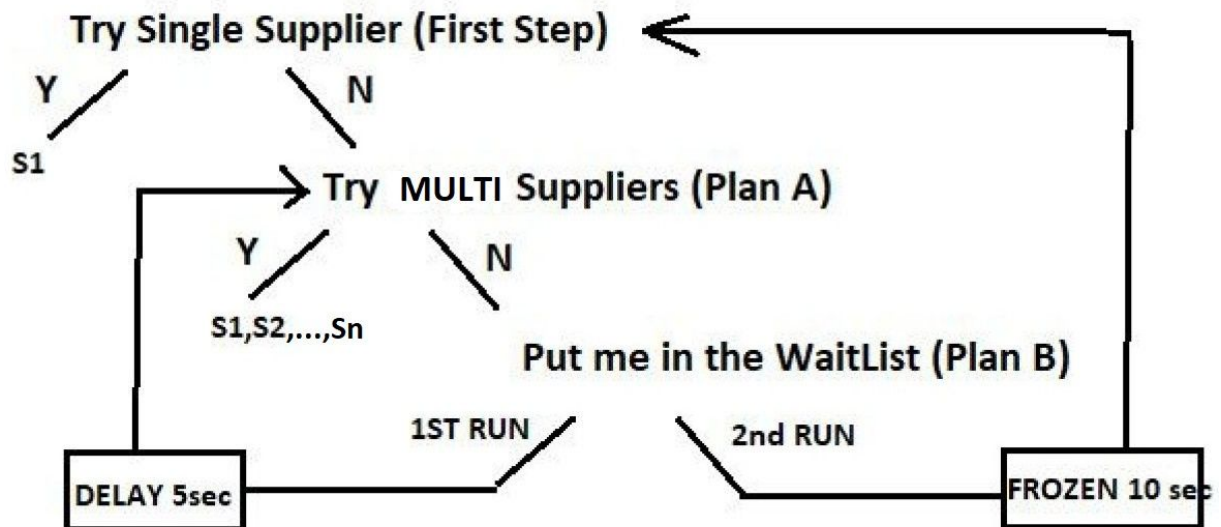 Try Single Supplier (First Step)
Y
N
S1
Try MULTI Suppliers (Plan A)
Y
N
S1,S2,...,Sn
Put me in the WaitList (Plan B)
1ST RUN
2nd RUN
DELAY 5sec
FROZEN 10 sec